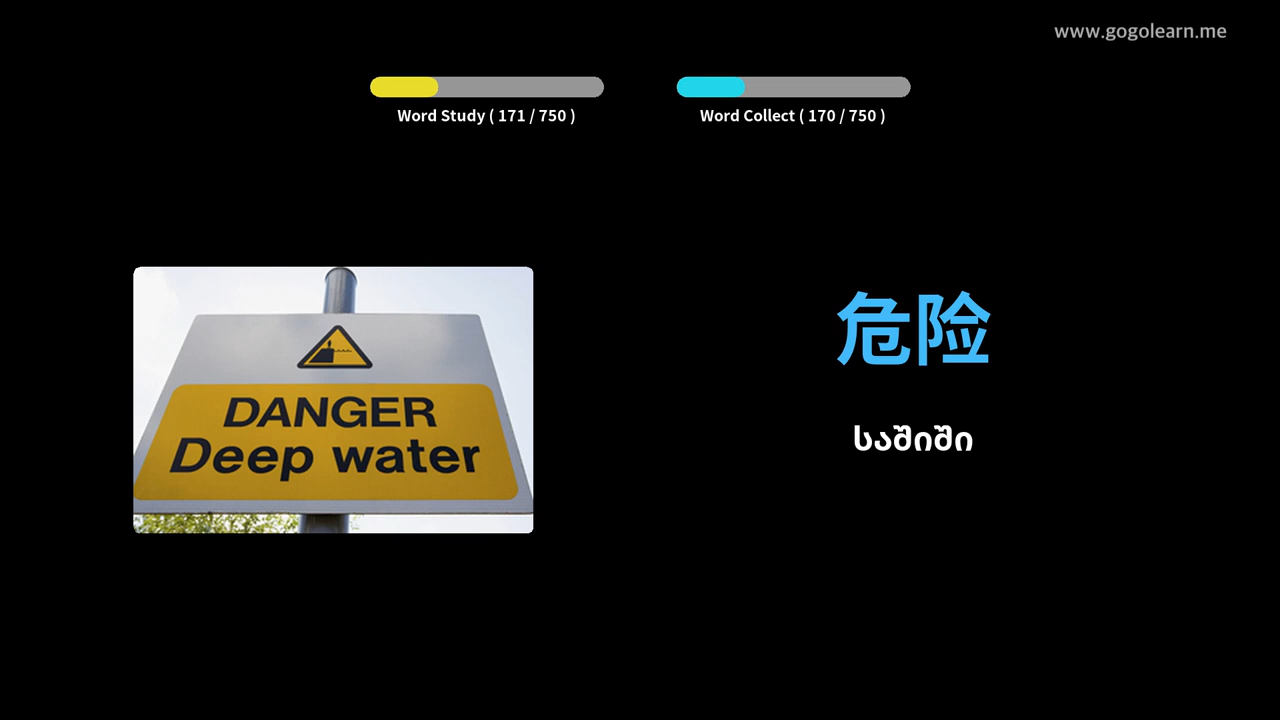 www.gogolearn.me
Word Study ( 171 / 750 )
Word Collect ( 170 / 750 )
DANGER
Deep water
危险
საშიში